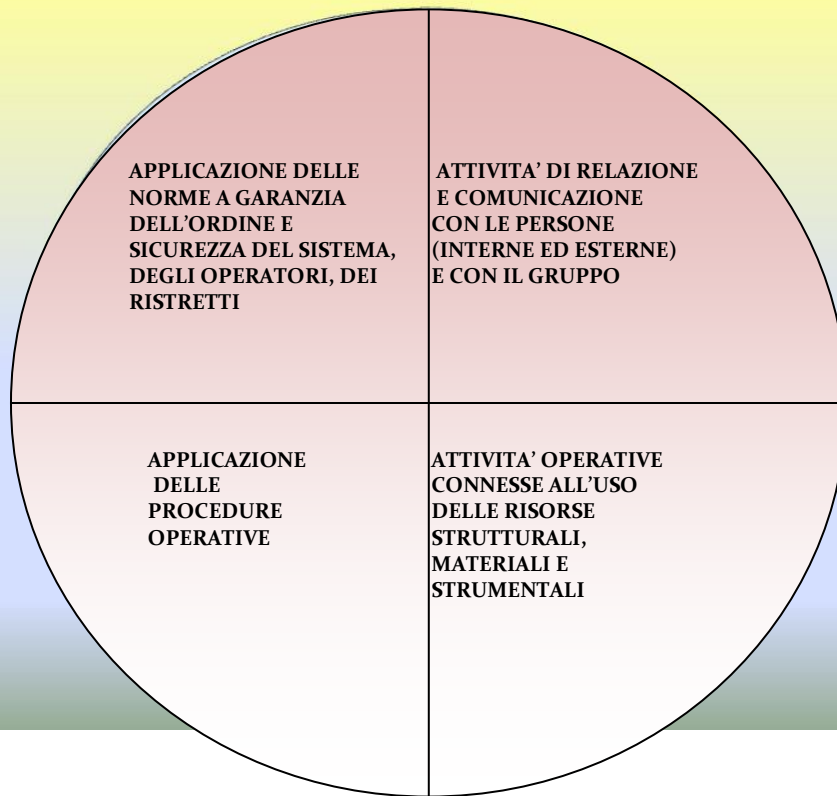 APPLICAZIONE DELLE
NORME A GARANZIA
DELL'ORDINE E
SICUREZZA DEL SISTEMA,
DEGLI OPERATORI, DEI
RISTRETTI
ATTIVITA' DI RELAZIONE
E COMUNICAZIONE
CON LE PERSONE
(INTERNE ED ESTERNE)
E CON IL GRUPPO
APPLICAZIONE
DELLE
PROCEDURE
OPERATIVE
ATTIVITA' OPERATIVE
CONNESSE ALL'USO
DELLE RISORSE
STRUTTURALI,
MATERIALI E
STRUMENTALI